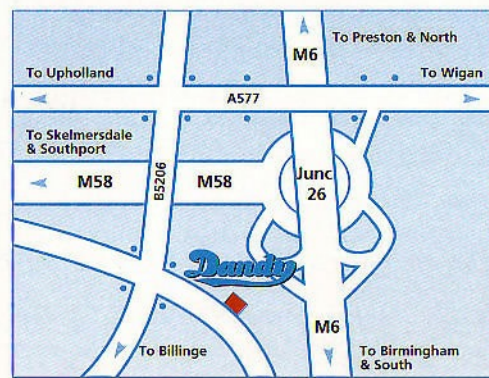 To Preston & North
M6
To Upholland
To Wigan
A577
To Skelmersdale
& Southport
M58
B5206
M58
Junc
26
Dandy
M6
To Billinge
To Birmingham
& South